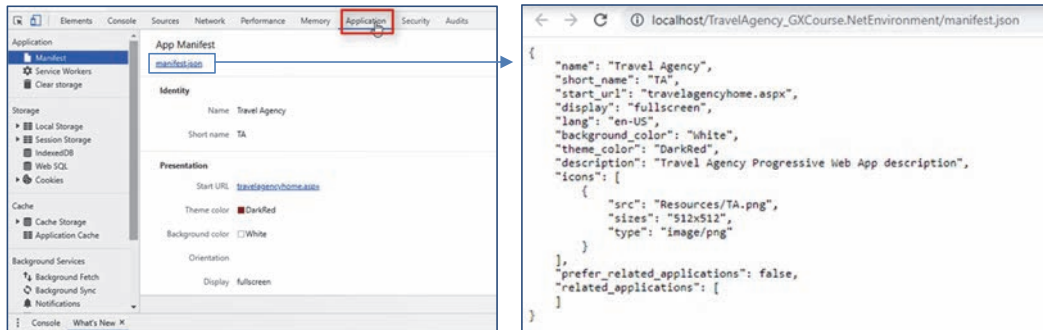 Elements Console Sources Network Performance Memory Application Security Audits
Application
Manifest
Service Workers
Clear storage
Storage
Local Storage
Session Storage
IndexedDB
Web SQL
Cookies
Cache
Cache Storage
Application Cache
Background Services
Background Fetch
Background Sync
Notifications
App Manifest
manifest.json
Identity
Name Travel Agency
Short name TA
Presentation
Start URL travelagencyhome.aspx
Theme color DarkRed
Background color White
Orientation
Display fullscreen
Console What's New ×
localhost/TravelAgency_GXCourse.NetEnvironment/manifest.json
{
"name": "Travel Agency",
"short_name": "TA",
"start_url": "travelagencyhome.aspx",
"display": "fullscreen",
"lang": "en-US",
"background_color": "White",
"theme_color": "DarkRed",
"description": "Travel Agency Progressive Web App description",
"icons": [
{
"src": "Resources/TA.png",
"sizes": "512x512",
"type": "image/png"
}
],
"prefer_related_applications": false,
"related_applications": [
]
}